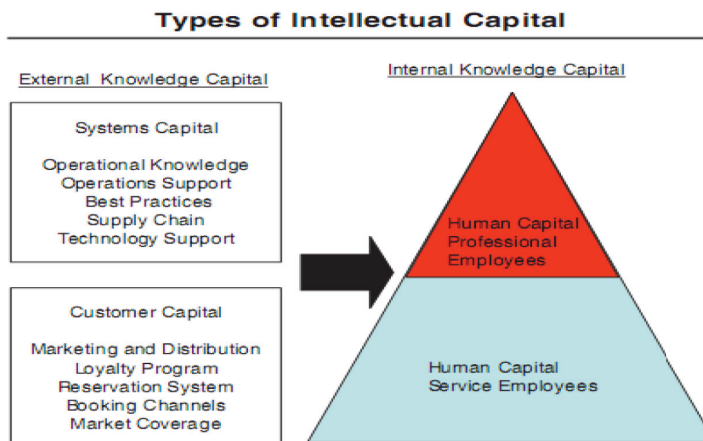 Types of Intellectual Capital
External Knowledge Capital
Systems Capital
Operational Knowledge
Operations Support
Best Practices
Supply Chain
Technology Support
Customer Capital
Marketing and Distribution
Loyalty Program
Reservation System
Booking Channels
Market Coverage
Internal Knowledge Capital
Human Capital
Professional
Employees
Human Capital
Service Employees